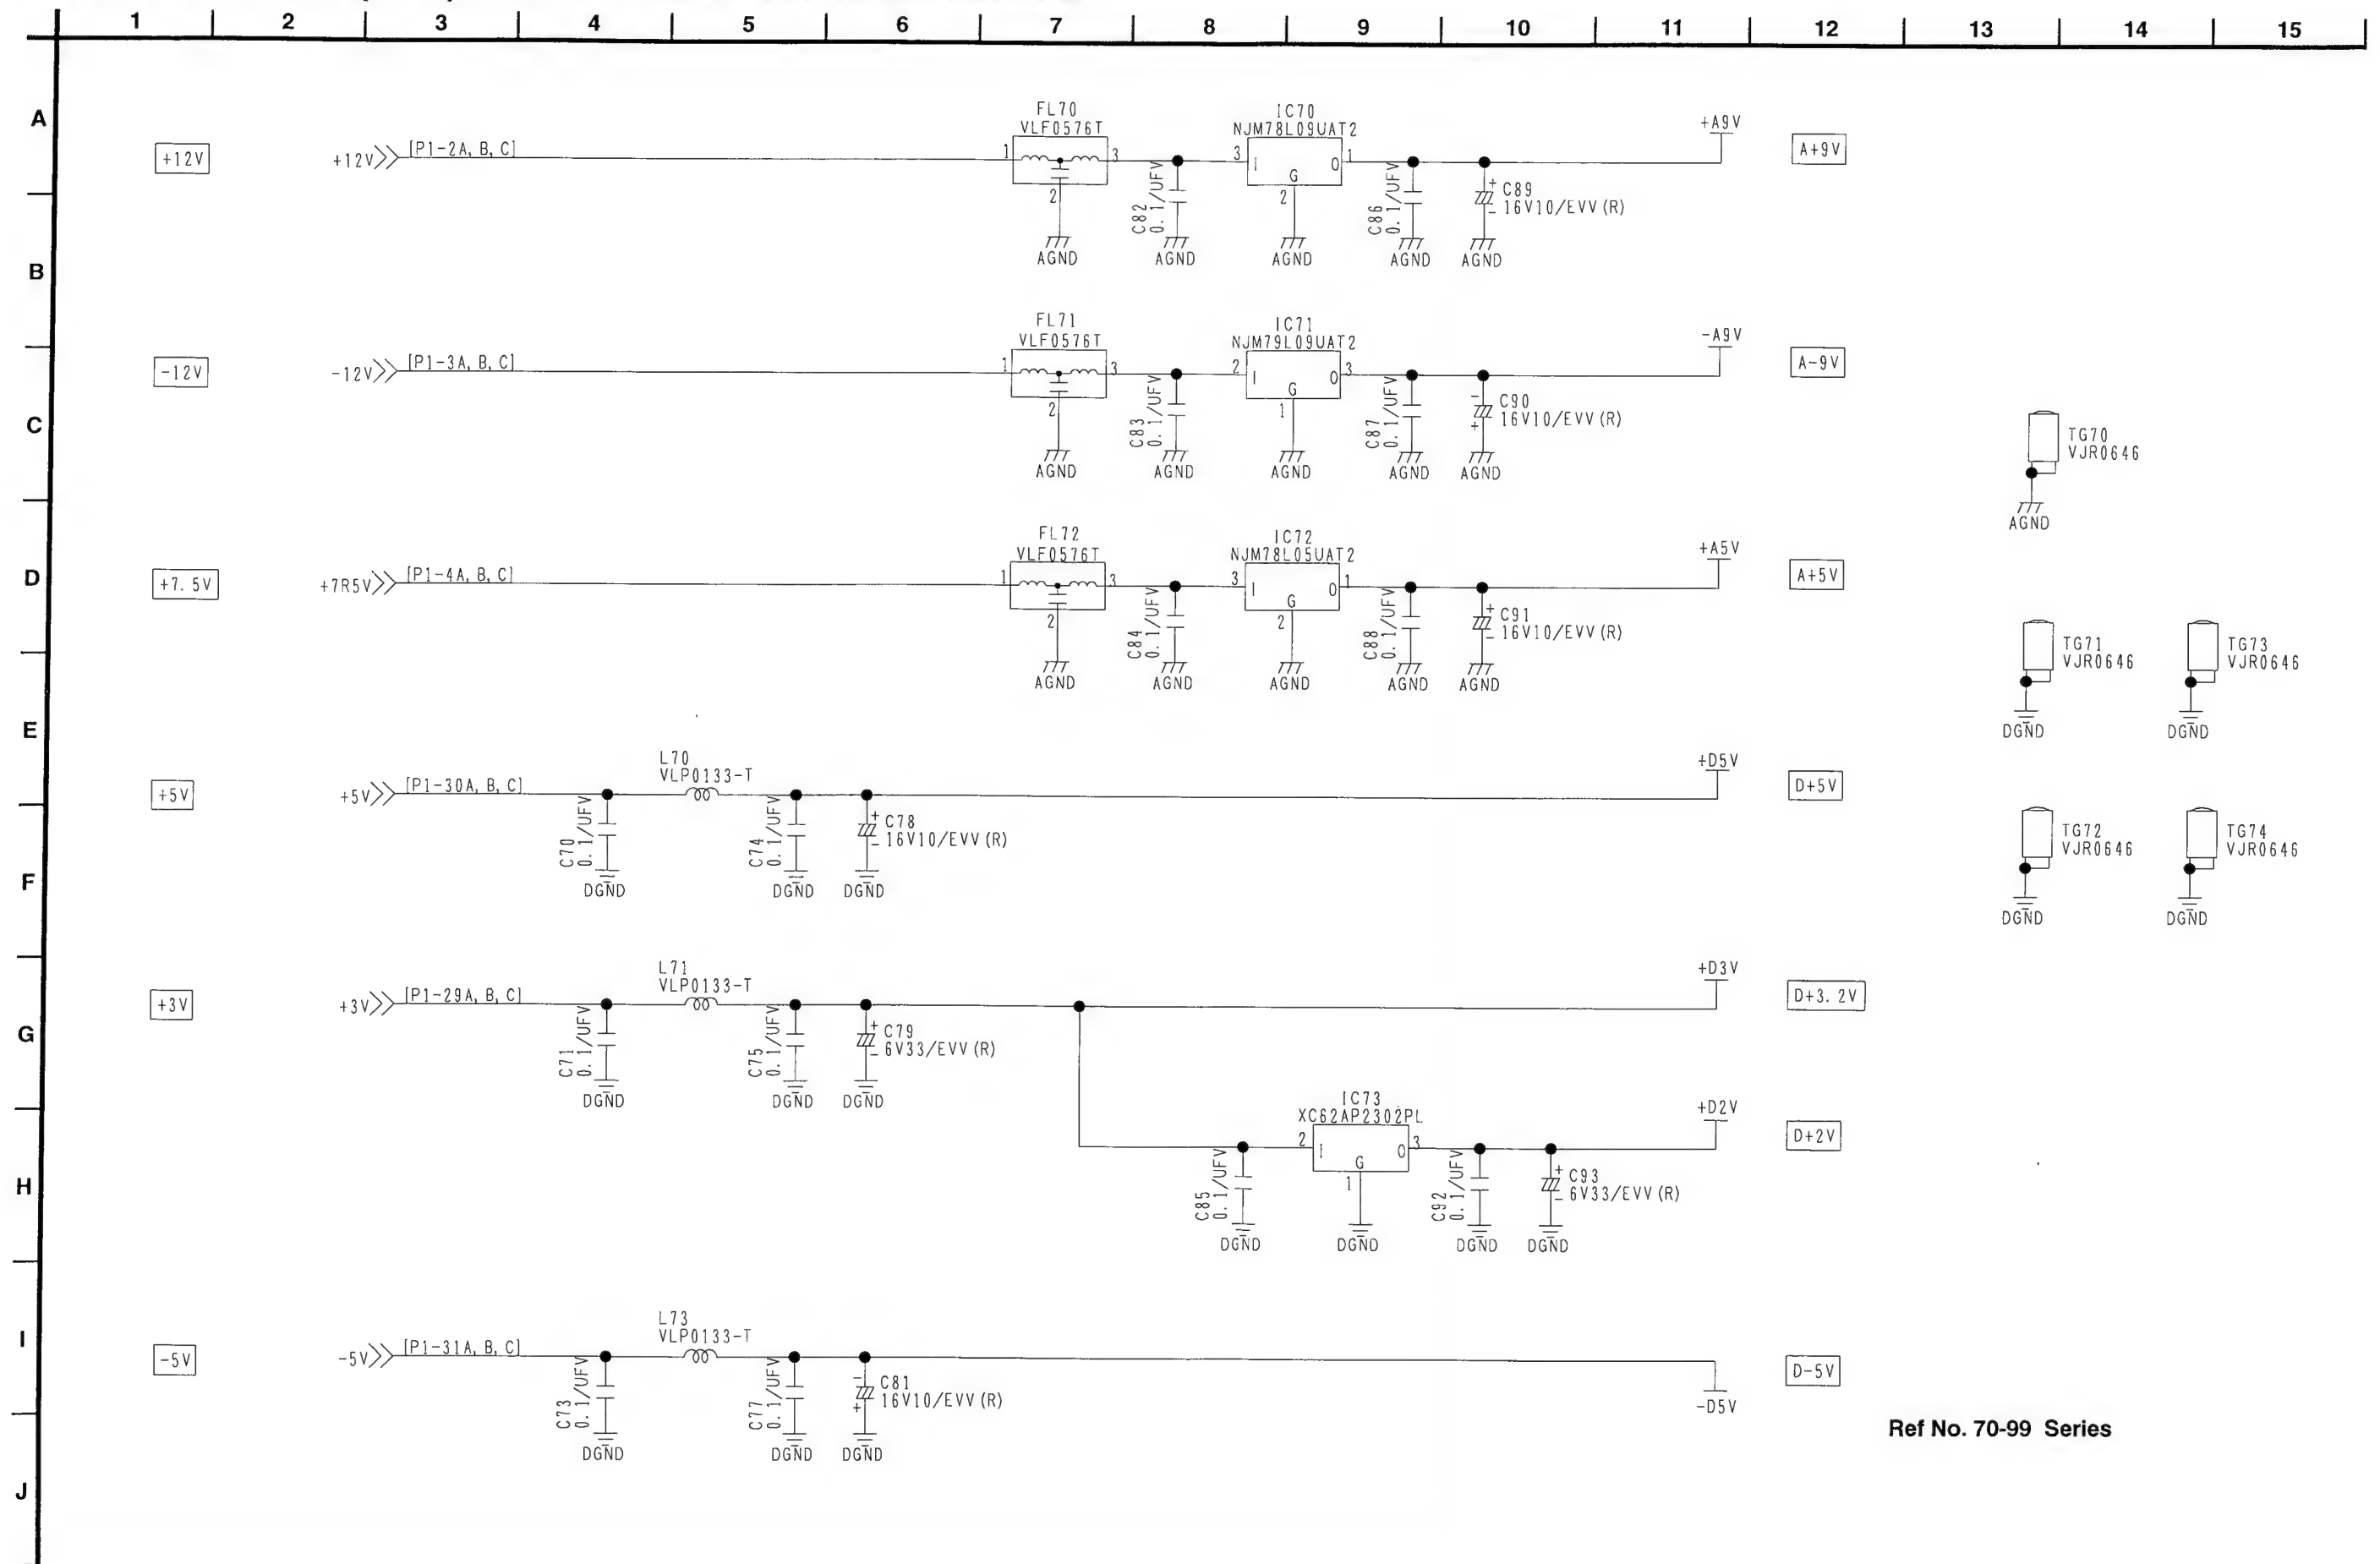 1 2 3 4 5 6 7 8 9 10 11 12 13 14 15
A
FL70
VLF0576T
IC70
NJM78L09UAT2
+A9V
+12V
+12V
[P1-2A, B, C]
1
3
2
C82
0.1/UFV
3
I
O
1
G
2
C86
0.1/UFV
+
C89
-
16V10/EVV(R)
A+9V
AGND
AGND
AGND
AGND
AGND
B
FL71
VLF0576T
IC71
NJM79L09UAT2
-A9V
C
-12V
-12V
[P1-3A, B, C]
1
3
2
C83
0.1/UFV
2
I
O
3
G
1
C87
0.1/UFV
-
C90
+
16V10/EVV(R)
A-9V
AGND
AGND
AGND
AGND
AGND
TG70
VJR0646
AGND
D
FL72
VLF0576T
IC72
NJM78L05UAT2
+A5V
+7.5V
+7R5V
[P1-4A, B, C]
1
3
2
C84
0.1/UFV
3
I
O
1
G
2
C88
0.1/UFV
+
C91
-
16V10/EVV(R)
A+5V
AGND
AGND
AGND
AGND
AGND
TG71
VJR0646
DGND
TG73
VJR0646
DGND
E
L70
VLP0133-T
+D5V
+5V
+5V
[P1-30A, B, C]
C70
0.1/UFV
C74
0.1/UFV
+
C78
-
16V10/EVV(R)
D+5V
DGND
DGND
DGND
TG72
VJR0646
DGND
TG74
VJR0646
DGND
F
L71
VLP0133-T
+D3V
+3V
+3V
[P1-29A, B, C]
C71
0.1/UFV
C75
0.1/UFV
+
C79
-
6V33/EVV(R)
D+3.2V
G
DGND
DGND
DGND
IC73
XC62AP2302PL
+D2V
2
I
O
3
G
1
C85
0.1/UFV
C92
0.1/UFV
+
C93
-
6V33/EVV(R)
D+2V
H
DGND
DGND
DGND
DGND
I
L73
VLP0133-T
-5V
-5V
[P1-31A, B, C]
C73
0.1/UFV
C77
0.1/UFV
-
C81
+
16V10/EVV(R)
D-5V
-D5V
DGND
DGND
DGND
Ref No. 70-99 Series
J